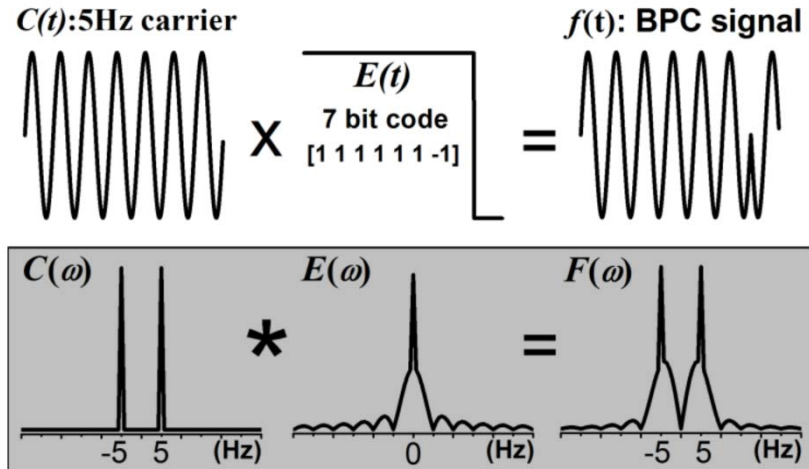 C(t):5Hz carrier
f(t): BPC signal
E(t)
7 bit code
[1 1 1 1 1 1 -1]
X
=
C(ω)
E(ω)
F(ω)
*
=
-5 5 (Hz)
0 (Hz)
-5 5 (Hz)